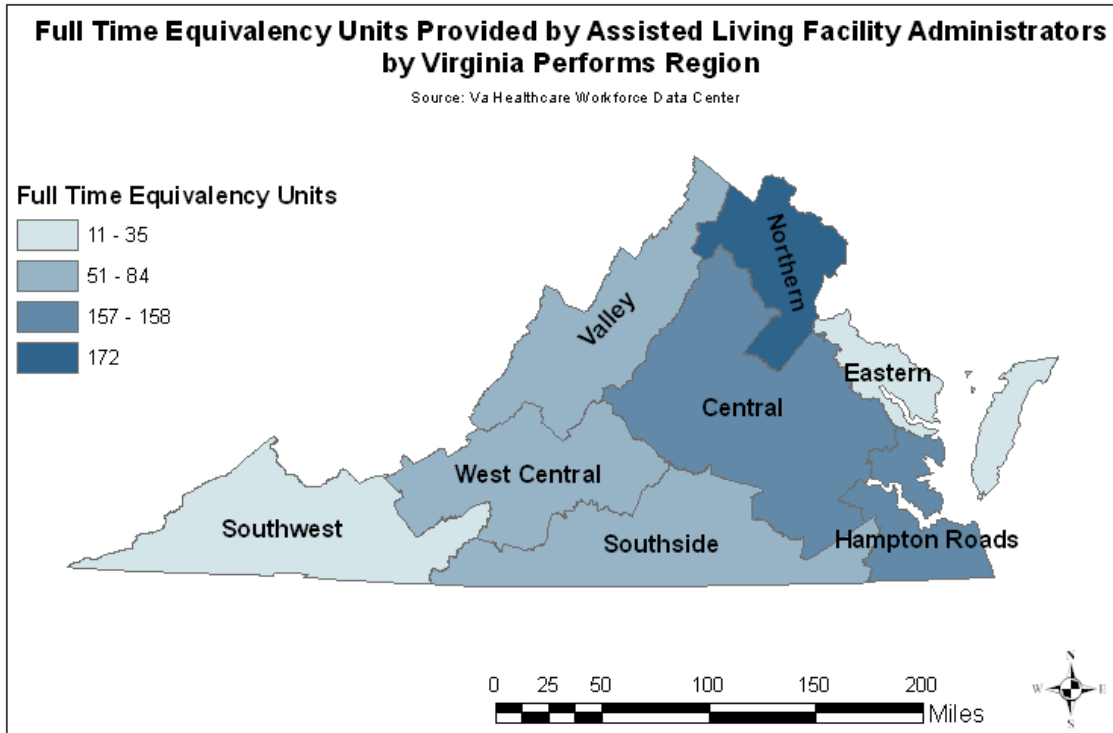 Full Time Equivalency Units Provided by Assisted Living Facility Administrators
by Virginia Performs Region
Source: Va Healthcare Workforce Data Center
Full Time Equivalency Units
11 - 35
51 - 84
157 - 158
172
Northern
Valley
Eastern
Central
West Central
Southwest
Southside
Hampton Roads
0 25 50 100 150 200
Miles
N
W E
S